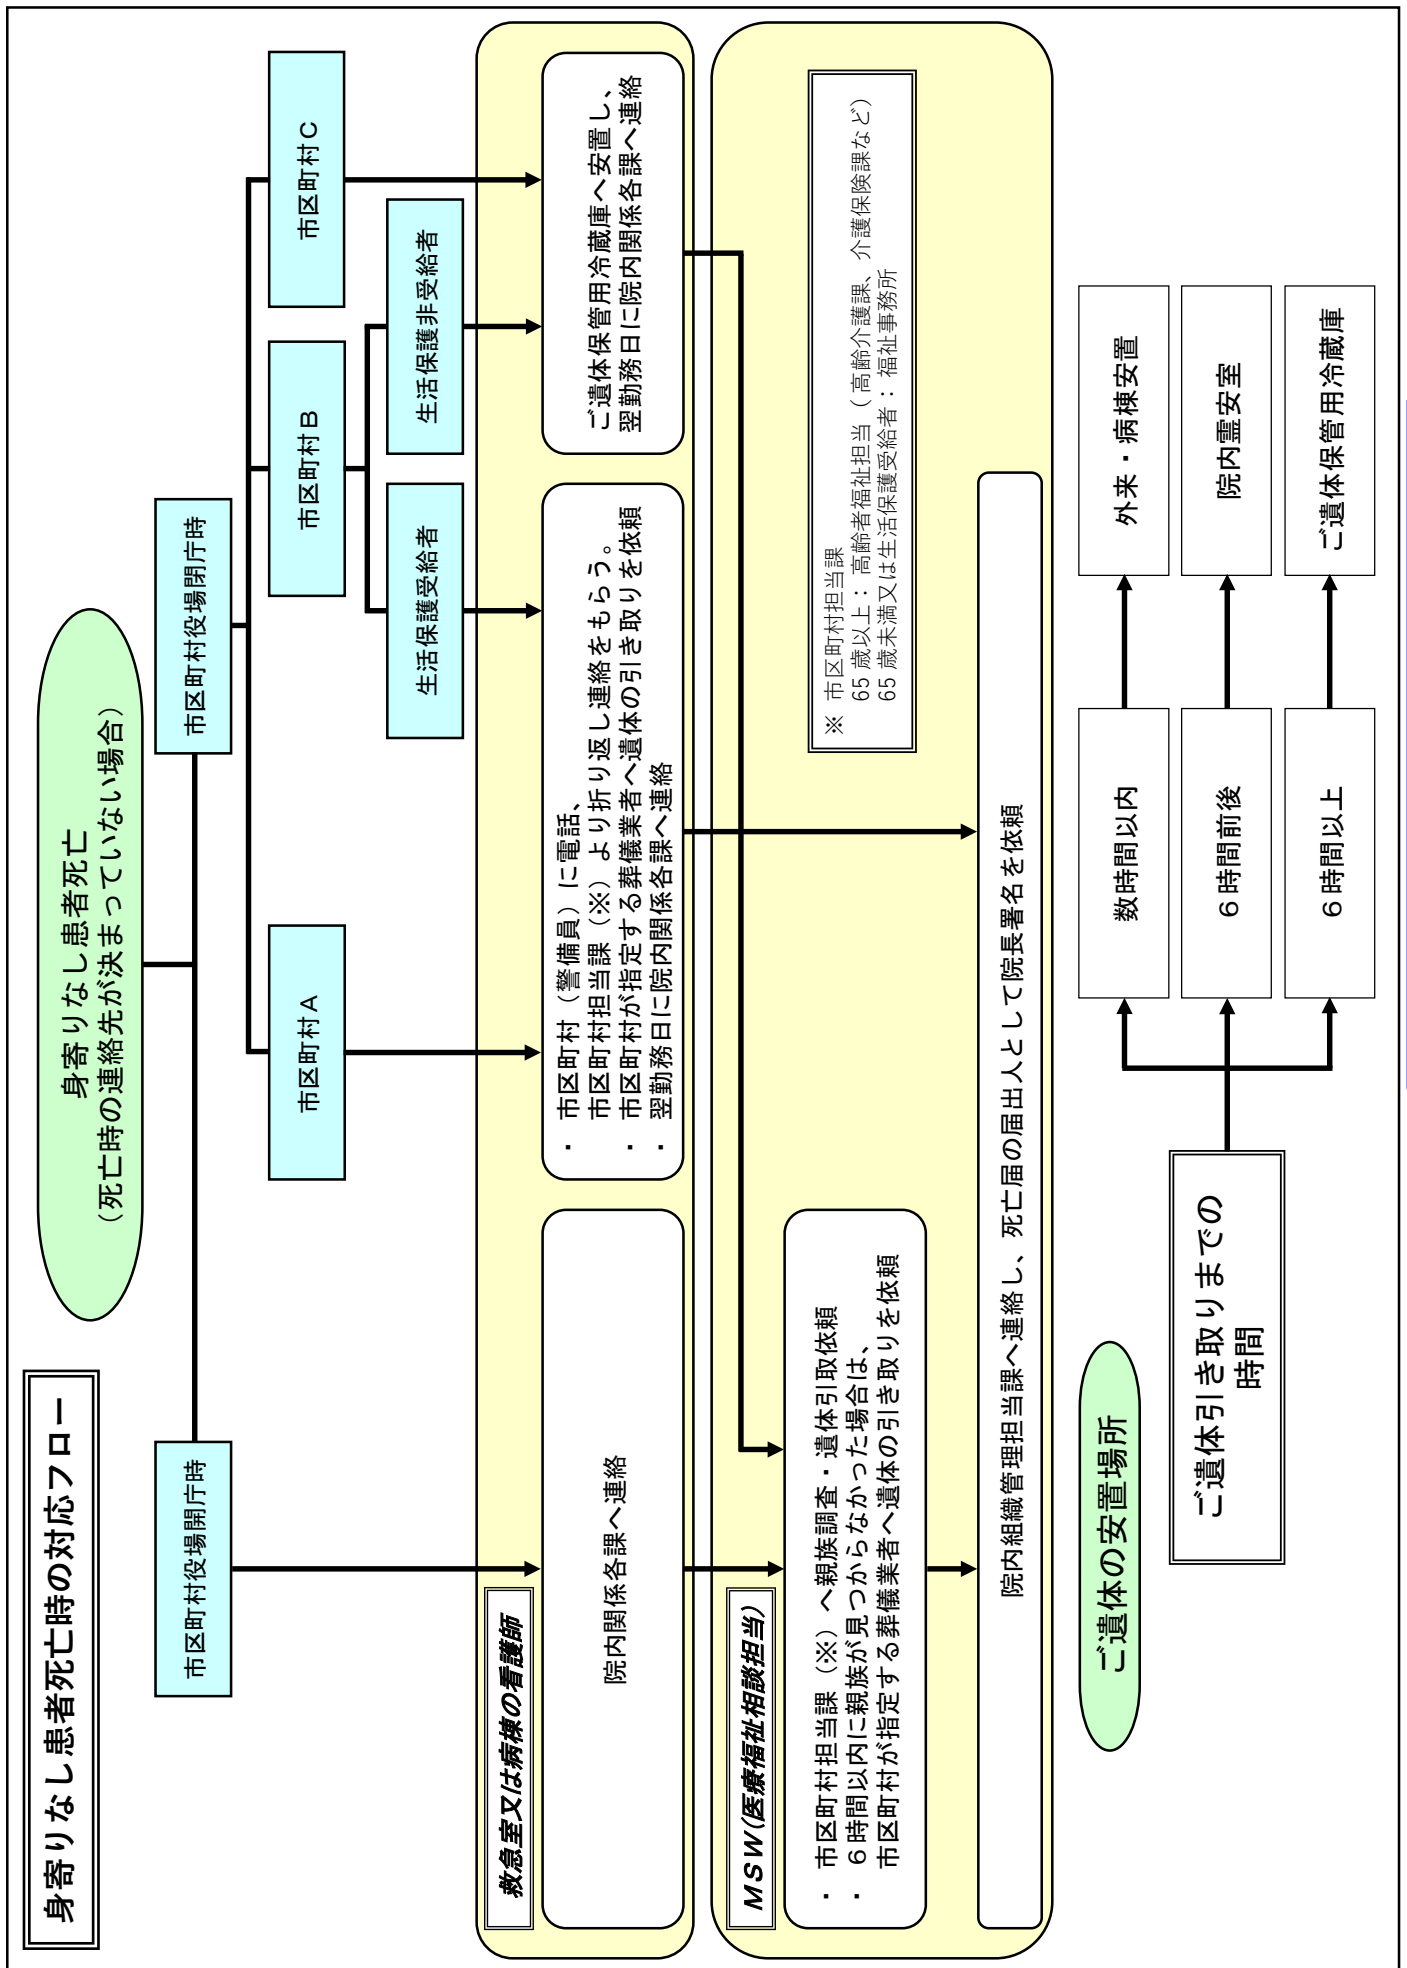 身寄りなし患者死亡時の対応フロー
身寄りなし患者死亡
（死亡時の連絡先が決まっていない場合）
市区町村役場開庁時
市区町村役場閉庁時
市区町村Ａ
市区町村Ｂ
市区町村Ｃ
生活保護受給者
生活保護非受給者
救急室又は病棟の看護師
院内関係各課へ連絡
・ 市区町村（警備員）に電話、
市区町村担当課（※）より折り返し連絡をもらう。
・ 市区町村が指定する葬儀業者へ遺体の引き取りを依頼
・ 翌勤務日に院内関係各課へ連絡
ご遺体保管用冷蔵庫へ安置し、
翌勤務日に院内関係各課へ連絡
ＭＳＷ（医療福祉相談担当）
・ 市区町村担当課（※）へ親族調査・遺体引取依頼
・ ６時間以内に親族が見つからなかった場合は、
市区町村が指定する葬儀業者へ遺体の引き取りを依頼
※ 市区町村担当課
65 歳以上：高齢者福祉担当（高齢介護課、介護保険課など）
65 歳未満又は生活保護受給者：福祉事務所
院内組織管理担当課へ連絡し、死亡届の届出人として院長署名を依頼
ご遺体の安置場所
ご遺体引き取りまでの
時間
数時間以内
外来・病棟安置
６時間前後
院内霊安室
６時間以上
ご遺体保管用冷蔵庫